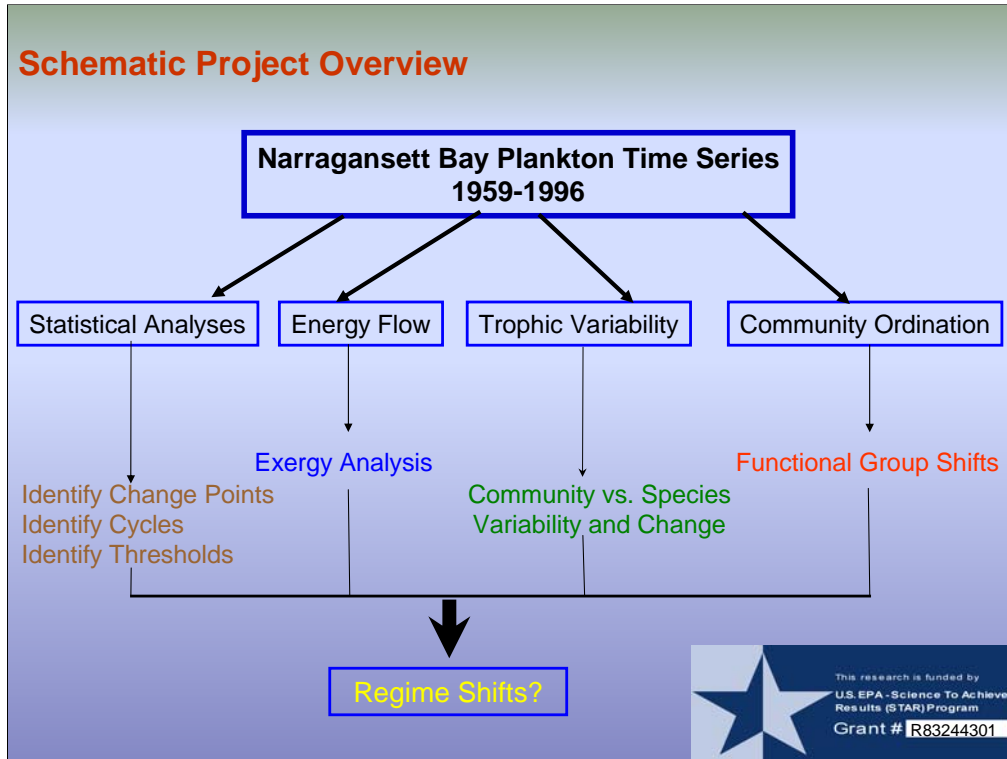 Schematic Project Overview
Narragansett Bay Plankton Time Series
1959-1996
Statistical Analyses
Energy Flow
Trophic Variability
Community Ordination
Exergy Analysis
Functional Group Shifts
Identify Change Points
Identify Cycles
Identify Thresholds
Community vs. Species
Variability and Change
Regime Shifts?
This research is funded by
U.S. EPA - Science To Achieve
Results (STAR) Program
Grant # R83244301